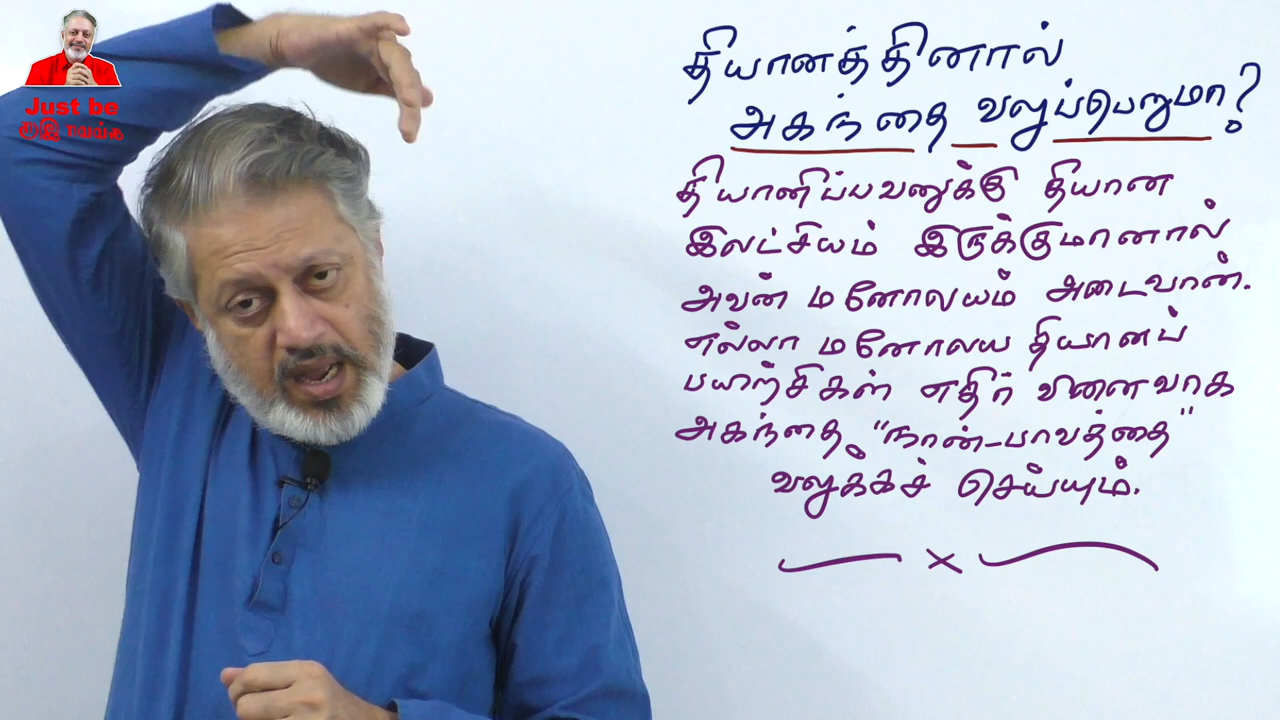 Just be
தியானத்தினால்
அகந்தை வலுப்பெறுமா?
தியானிப்பவனுக்கு தியான
இலட்சியம் இருக்குமானால்
அவன் மனோலயம் அடைவான்.
எல்லா மனோலய தியானப்
பயிற்சிகள் எதிர் வினைவாக
அகந்தை, "நான்-பாவத்தை"
வலுக்கச் செய்யும்.